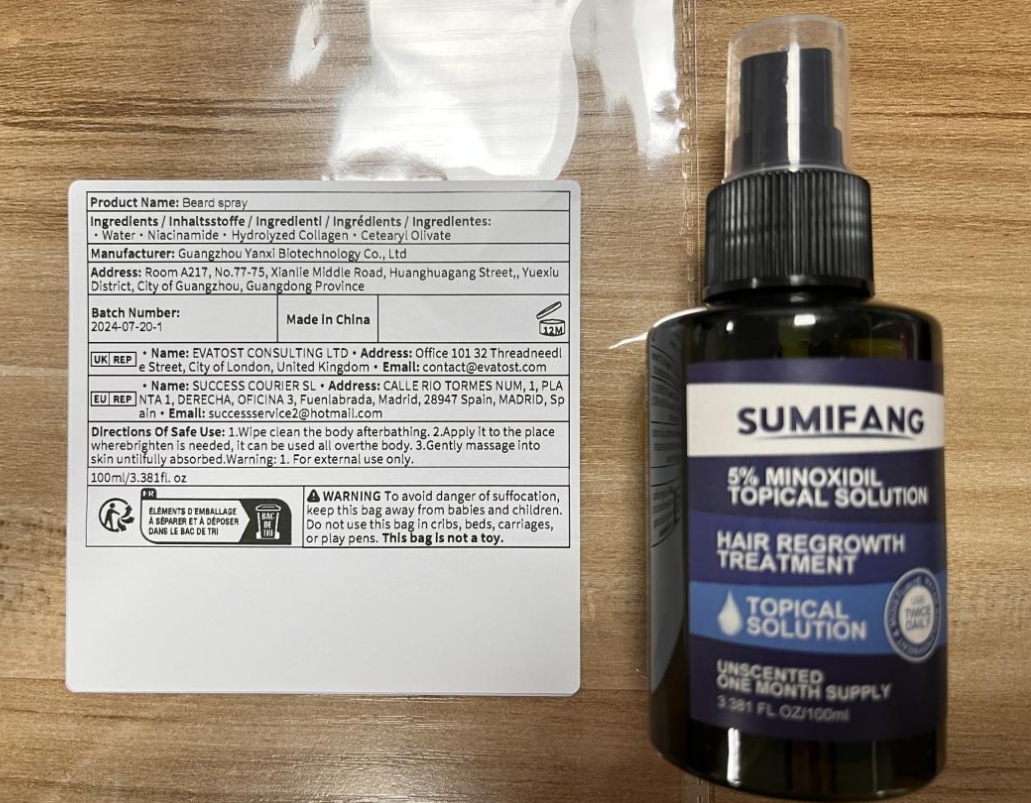 Product Name: Beard spray
Ingredients / Inhaltsstoffe / Ingredienti / Ingrédients / Ingredientes:
• Water • Niacinamide • Hydrolyzed Collagen • Cetearyl Olivate
Manufacturer: Guangzhou Yanxi Biotechnology Co., Ltd
Address: Room A217, No.77-75, Xianlie Middle Road, Huanghuagang Street,, Yuexiu
District, City of Guangzhou, Guangdong Province
Batch Number:
2024-07-20-1
Made in China
12M
UK REP • Name: EVATOST CONSULTING LTD • Address: Office 101 32 Threadneedl
e Street, City of London, United Kingdom • Email: contact@evatost.com
EU REP • Name: SUCCESS COURIER SL • Address: CALLE RIO TORMES NUM, 1, PLA
NTA 1, DERECHA, OFICINA 3, Fuenlabrada, Madrid, 28947 Spain, MADRID, Sp
ain • Email: successservice2@hotmail.com
Directions Of Safe Use: 1.Wipe clean the body afterbathing. 2.Apply it to the place
wherebrighten is needed, it can be used all overthe body. 3.Gently massage into
skin untilfully absorbed.Warning: 1. For external use only.
100ml/3.381fl. oz
FR
ÉLÉMENTS D'EMBALLAGE
À SÉPARER ET À DÉPOSER
DANS LE BAC DE TRI
BAC
DE
TRI
WARNING To avoid danger of suffocation,
keep this bag away from babies and children.
Do not use this bag in cribs, beds, carriages,
or play pens. This bag is not a toy.
SUMIFANG
5% MINOXIDIL
TOPICAL SOLUTION
HAIR REGROWTH
TREATMENT
TOPICAL
SOLUTION
USE
TWICE
DAILY
UNSCENTED
ONE MONTH SUPPLY
3.381 FL OZ/100ml